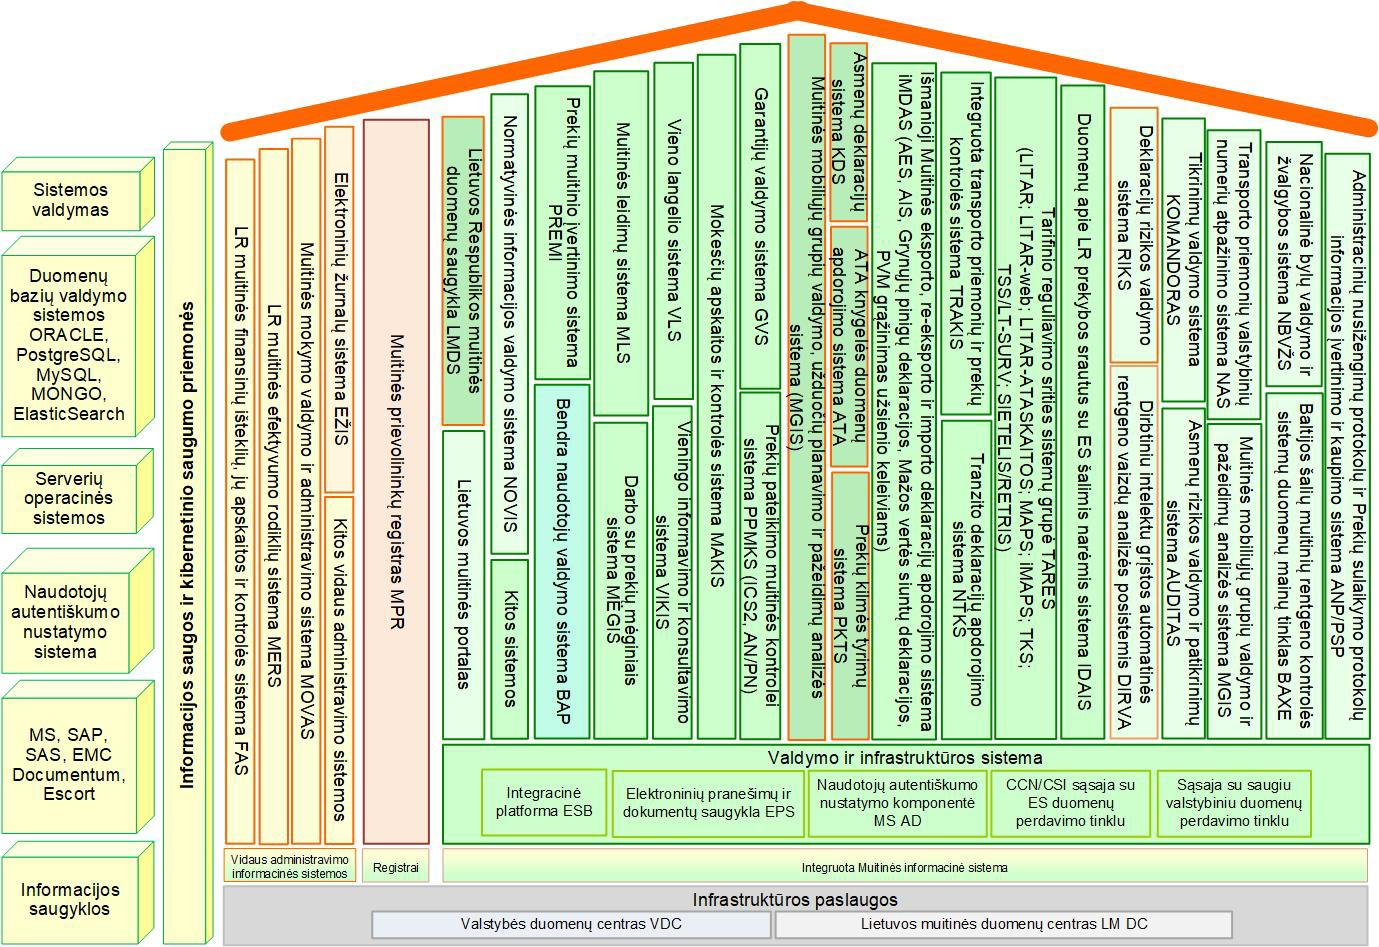 Sistemos
valdymas
Duomenų
bazių valdymo
sistemos
ORACLE,
PostgreSQL,
MySQL,
MONGO,
ElasticSearch
Serverių
operacinės
sistemos
Naudotojų
autentiškumo
nustatymo
sistema
MS, SAP,
SAS, EMC
Documentum,
Escort
Informacijos
saugyklos
Informacijos saugos ir kibernetino saugumo priemonės
LR muitinės finansinių išteklių, jų apskaitos ir kontrolės sistema FAS
LR muitinės efektyvumo rodiklių sistema MERS
Muitinės mokymo valdymo ir administravimo sistema MOVAS
Elektroninių žurnalų sistema EŽIS
Kitos vidaus administravimo sistemos
Muitinės prievolininkų registras MPR
Lietuvos Respublikos muitinės
duomenų saugykla LMDS
Lietuvos muitinės portalas
Normatyvinės informacijos valdymo sistema NOVIS
Kitos sistemos
Prekių muitinio įvertinimo sistema
PREMI
Bendra naudotojų valdymo sistema BAP
Muitinės leidimų sistema MLS
Darbo su prekių mėginiais
sistema MĖGIS
Vieno langelio sistema VLS
Vieningo informavimo ir konsultavimo
sistema VIKIS
Mokesčių apskaitos ir kontrolės sistema MAKIS
Garantijų valdymo sistema GVS
Prekių pateikimo muitinės kontrolei
sistema PPMKS (ICS2, AN/PN)
Muitinės mobiliųjų grupių valdymo, užduočių planavimo ir pažeidimų analizės
sistema (MGIS)
Asmenų deklaracijų
sistema KDS
ATA knygelės duomenų
apdorojimo sistema ATA
Prekių kilmės tyrimų
sistema PKTS
Išmanioji Muitinės eksporto, re-eksporto ir importo deklaracijų apdorojimo sistema
iMDAS (AES, AIS, Grynųjų pinigų deklaracijos, Mažos vertės siuntų deklaracijos,
PVM grąžinimas užsienio keleiviams)
Integruota transporto priemonių ir prekių
kontrolės sistema TRAKIS
Tranzito deklaracijų apdorojimo
sistema NTKS
Tarifinio reguliavimo srities sistemų grupė TARES
(LITAR; LITAR-web; LITAR-ATASKAITOS; MAPS; iMAPS; TKS;
TSS/LT-SURV; SIETELIS/RETRIS)
Duomenų apie LR prekybos srautus su ES šalimis narėmis sistema IDAIS
Deklaracijų rizikos valdymo
sistema RIKS
Dirbtiniu intelektu grįstos automatinės
rentgeno vaizdų analizės posistemis DIRVA
Tikrinimų valdymo sistema
KOMANDOR/AS
Asmenų rizikos valdymo ir patikrinimų
sistema AUDITAS
Transporto priemonių valstybinių
numerių atpažinimo sistema NAS
Muitinės mobiliųjų grupių valdymo ir
pažeidimų analizės sistema MGIS
Nacionalinė bylų valdymo ir
žvalgybos sistema NBVŽS
Baltijos šalių muitinių rentgeno kontrolės
sistemų duomenų mainų tinklas BAXE
Administracinių nusižengimų protokolų ir Prekių sulaikymo protokolų
informacijos įvertinimo ir kaupimo sistema ANP/PSP
Valdymo ir infrastruktūros sistema
Integracinė
platforma ESB
Elektroninių pranešimų ir
dokumentų saugykla EPS
Naudotojų autentiškumo
nustatymo komponentė
MS AD
CCN/CSI sąsaja su
ES duomenų
perdavimo tinklu
Sąsaja su saugiu
valstybiniu duomenų
perdavimo tinklu
Vidaus administravimo
informacinė sistemos
Registrai
Integruota Muitinės informacinė sistema
Infrastruktūros paslaugos
Valstybės duomenų centras VDC
Lietuvos muitinės duomenų centras LM DC